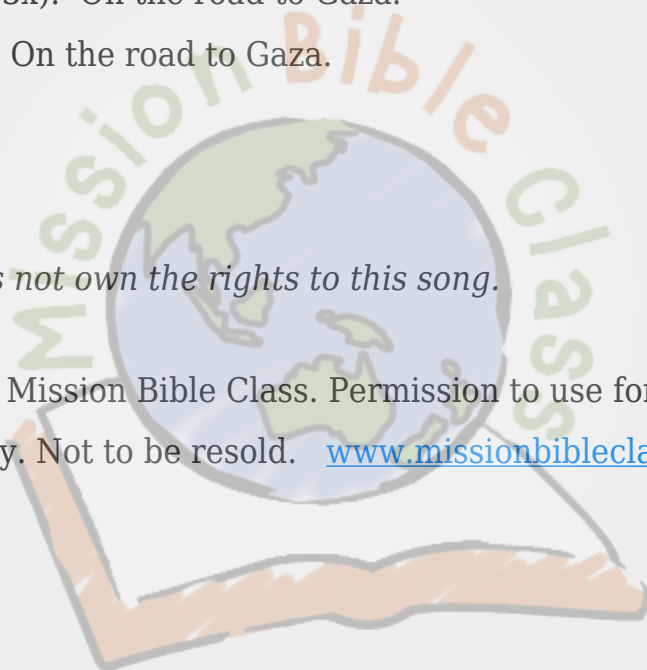 On the road to Gaza.
On the road to Gaza.
Mission Bible Class
s not own the rights to this song.
Mission Bible Class. Permission to use for
y. Not to be resold. www.missionbiblecla